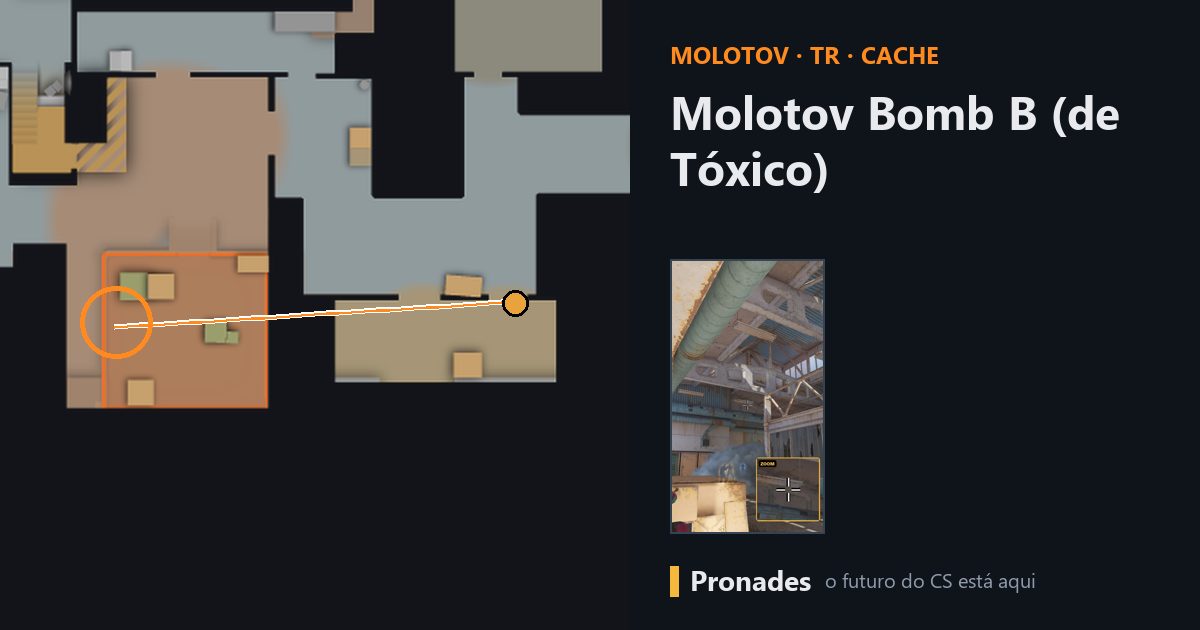 MOLOTOV · TR · CACHE
Molotov Bomb B (de
Tóxico)
ZOOM
Pronades o futuro do CS está aqui